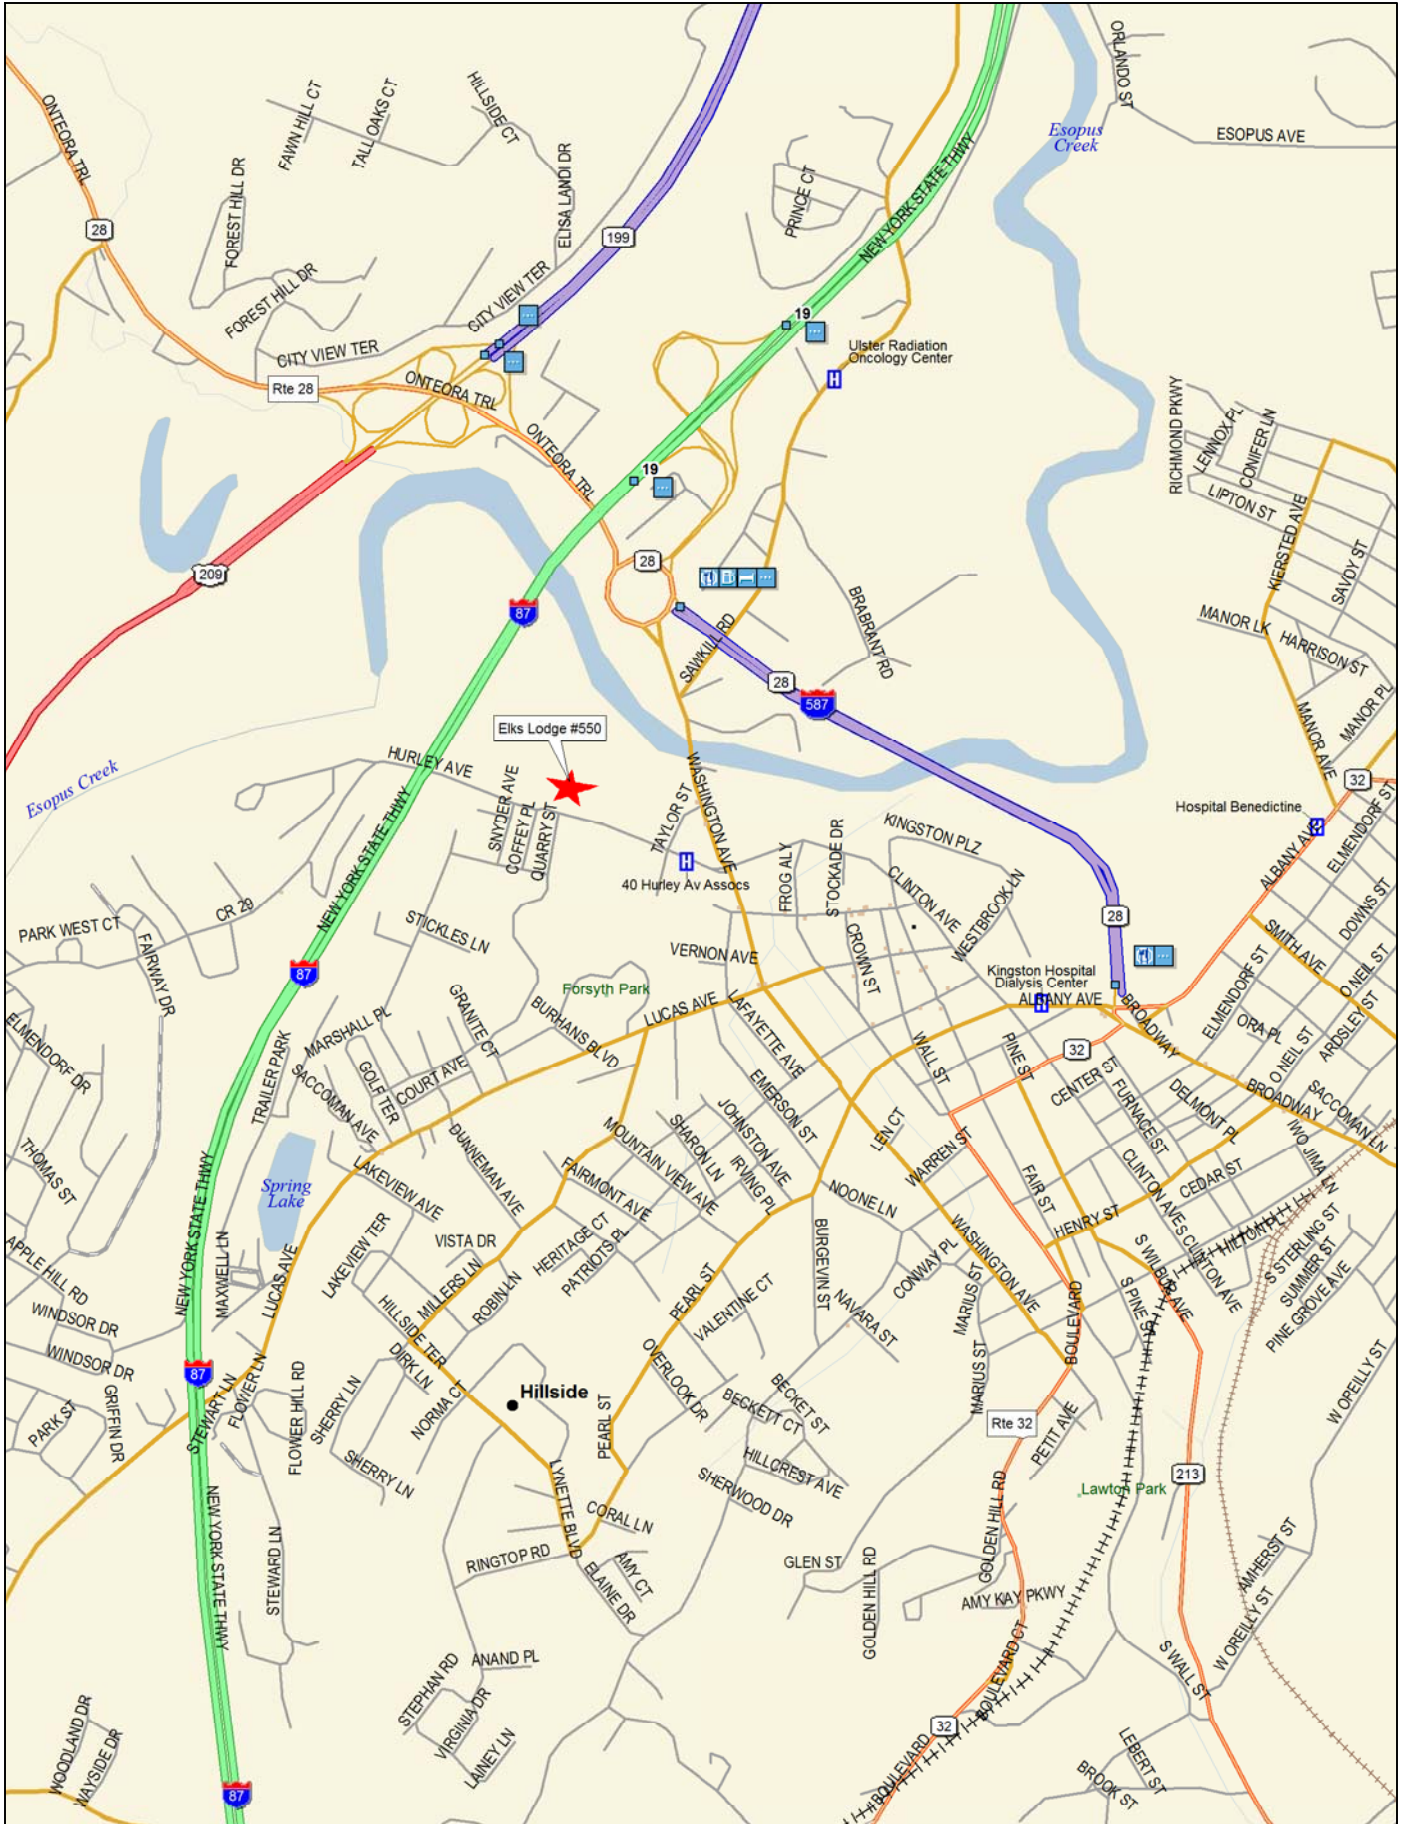 ORLANDO ST
Esopus
Creek
ESOPUS AVE
ONTEORA TRL
FAWN HILL CT
TALL OAKS CT
HILLSIDE CT
ELISA LANDI DR
FOREST HILL DR
PRINCE CT
NEW YORK STATE THWY
28
199
FOREST HILL DR
CITY VIEW TER
CITY VIEW TER
19
Ulster Radiation
Oncology Center
H
Rte 28
ONTEORA TRL
ONTEORA TRL
19
RICHMOND PKWY
LENNOX PL
CONIFER LN
LIPTON ST
KIERSTED AVE
SAVOY ST
209
28
87
SAWKILL RD
BRABRANT RD
MANOR LK
HARRISON ST
28
587
MANOR PL
MANOR AVE
Elks Lodge #550
HURLEY AVE
Esopus Creek
32
Hospital Benedictine
H
ELMENDORF ST
ALBANY AVE
SNYDER AVE
COFFEY PL
QUARRY ST
TAYLOR ST
WASHINGTON AVE
NEW YORK STATE THWY
H
40 Hurley Av Assocs
FROG ALY
STOCKADE DR
KINGSTON PLZ
CLINTON AVE
WESTBROOK LN
DOWNS ST
28
SMITH AVE
PARK WEST CT
CR 29
FAIRWAY DR
STICKLES LN
VERNON AVE
CROWN ST
Kingston Hospital
Dialysis Center
H
ALBANY AVE
87
Forsyth Park
LUCAS AVE
BURHANS BLVD
GRANITE CT
LAFAYETTE AVE
BROADWAY
ELMENDORF ST
O NEIL ST
ORA PL
ARDSLEY ST
O NEIL ST
ELMENDORF DR
MARSHALL PL
TRAILER PARK
SACCOMAN AVE
GOLF TER
COURT AVE
WALL ST
PINE ST
32
CENTER ST
FURNACE ST
DELMONT PL
BROADWAY
SACCOMAN LN
EMERSON ST
JOHNSTON AVE
SHARON LN
IRVING PL
MOUNTAIN VIEW AVE
LEN CT
WARREN ST
THOMAS ST
DUNNEMAN AVE
FAIRMONT AVE
LAKEVIEW AVE
Spring
Lake
NOONE LN
FAIR ST
CLINTON AVE
CEDAR ST
IWO JIMA LN
HENRY ST
HILTON PL
S CLINTON AVE
S STERLING ST
SUMMER ST
PINE GROVE AVE
APPLE HILL RD
NEW YORK STATE THWY
MAXWELL LN
LUCAS AVE
LAKEVIEW TER
VISTA DR
HERITAGE CT
PATRIOTS PL
BURGEVIN ST
CONWAY PL
WASHINGTON AVE
S WILBUR AVE
S PINE ST
WINDSOR DR
WINDSOR DR
MILLERS LN
ROBIN LN
HILLSIDE TER
PEARL ST
VALENTINE CT
NAVARA ST
MARIUS ST
BOULEVARD
87
DIRK LN
NORMA CT
OVERLOOK DR
MARIUS ST
W OREILLY ST
STEWART LN
FLOWER LN
FLOWER HILL RD
SHERRY LN
Hillside
BECKETT CT
BECKET ST
PARK ST
GRIFFIN DR
PEARL ST
Rte 32
PETIT AVE
SHERRY LN
HILLCREST AVE
SHERWOOD DR
213
Lawton Park
LYNETTE BLVD
CORAL LN
NEW YORK STATE THWY
STEWARD LN
RINGTOP RD
ELAINE DR
AMY CT
GLEN ST
GOLDEN HILL RD
GOLDEN HILL RD
AMY KAY PKWY
AMHERST ST
W OREILLY ST
ANAND PL
STEPHAN RD
VIRGINIA DR
LAINEY LN
BOULEVARD CT
S WALL ST
WOODLAND DR
WAYSIDE DR
32
BOULEVARD
LEBERT ST
BROOK ST
87